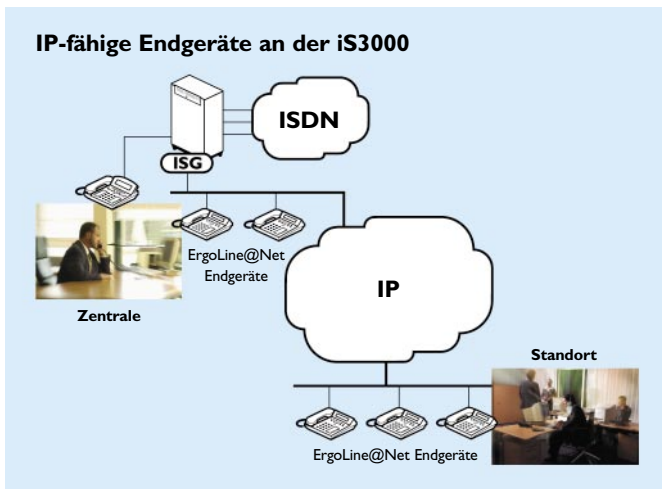 IP-fähige Endgeräte an der iS3000
ISDN
ISG
ErgoLine@Net
Endgeräte
IP
Zentrale
Standort
ErgoLine@Net Endgeräte